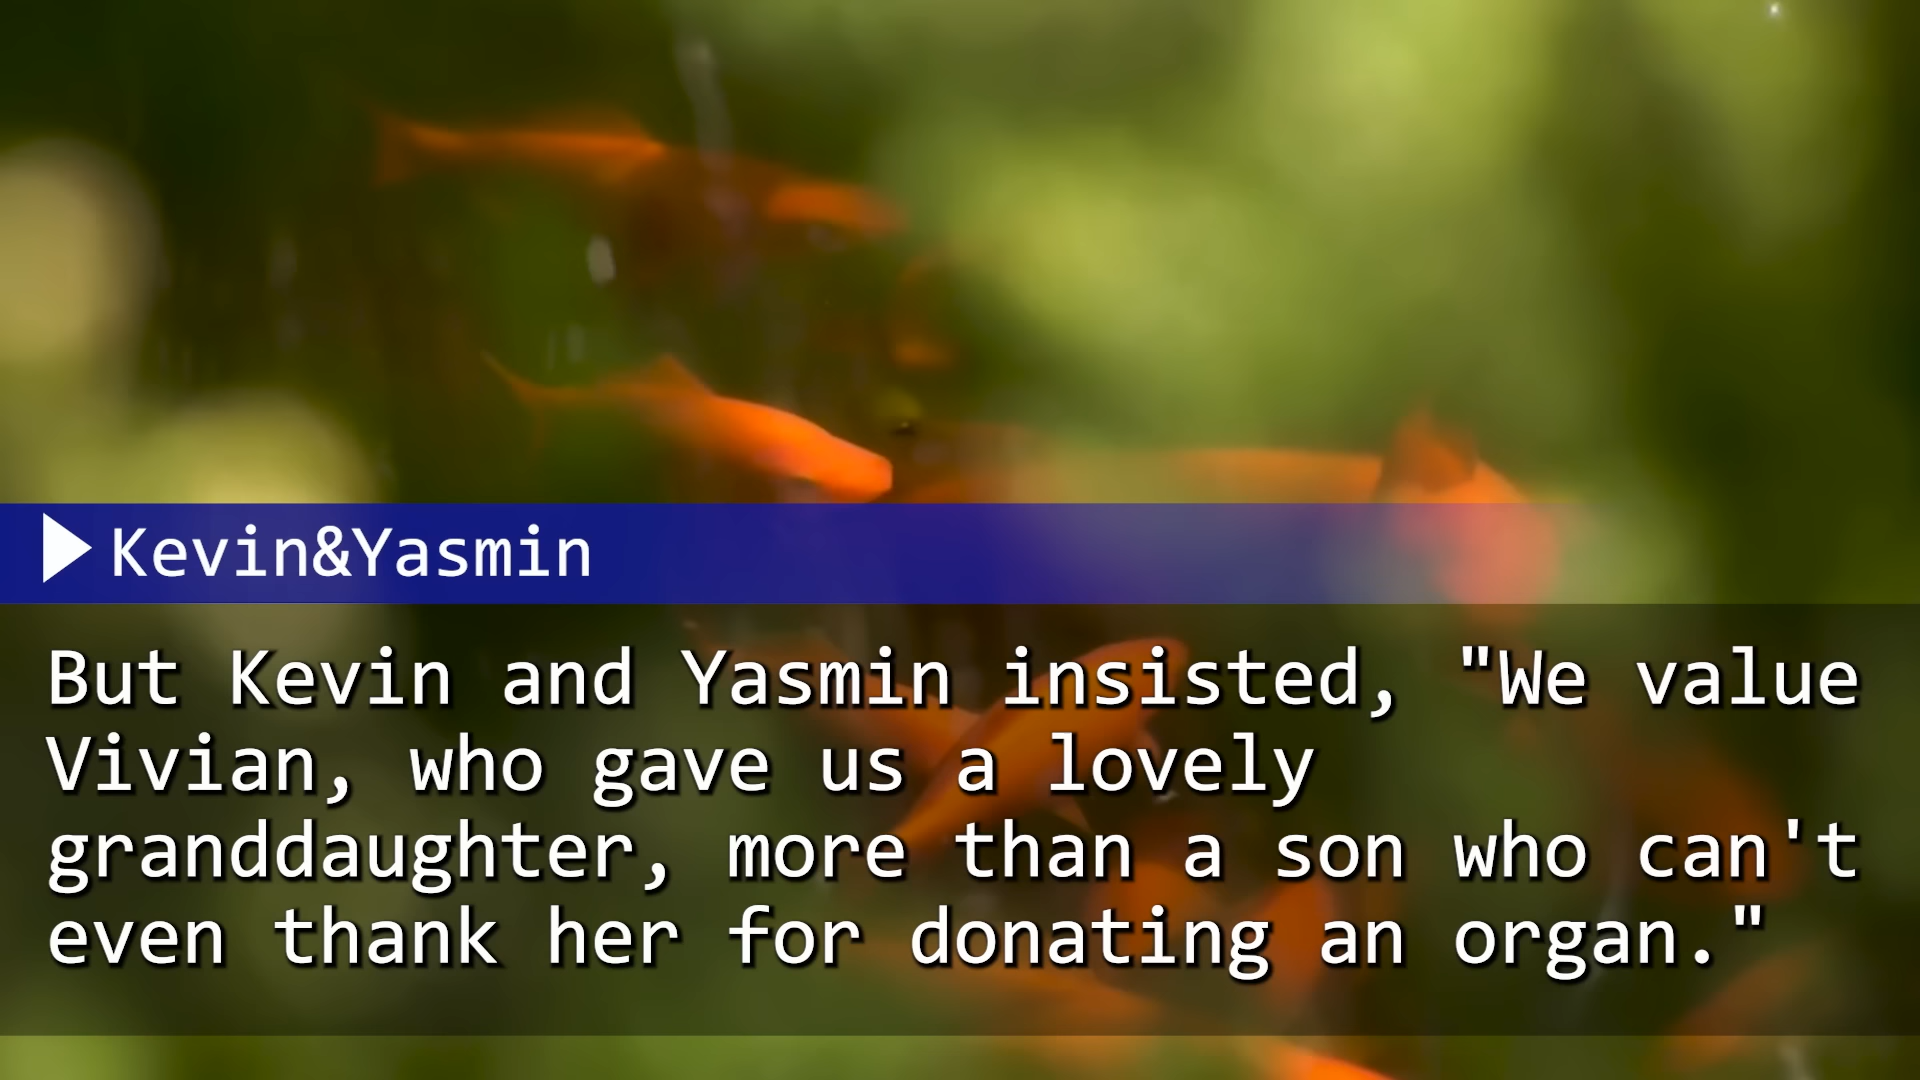 Kevin&Yasmin
But Kevin and Yasmin insisted, "We value
Vivian, who gave us a lovely
granddaughter, more than a son who can't
even thank her for donating an organ."